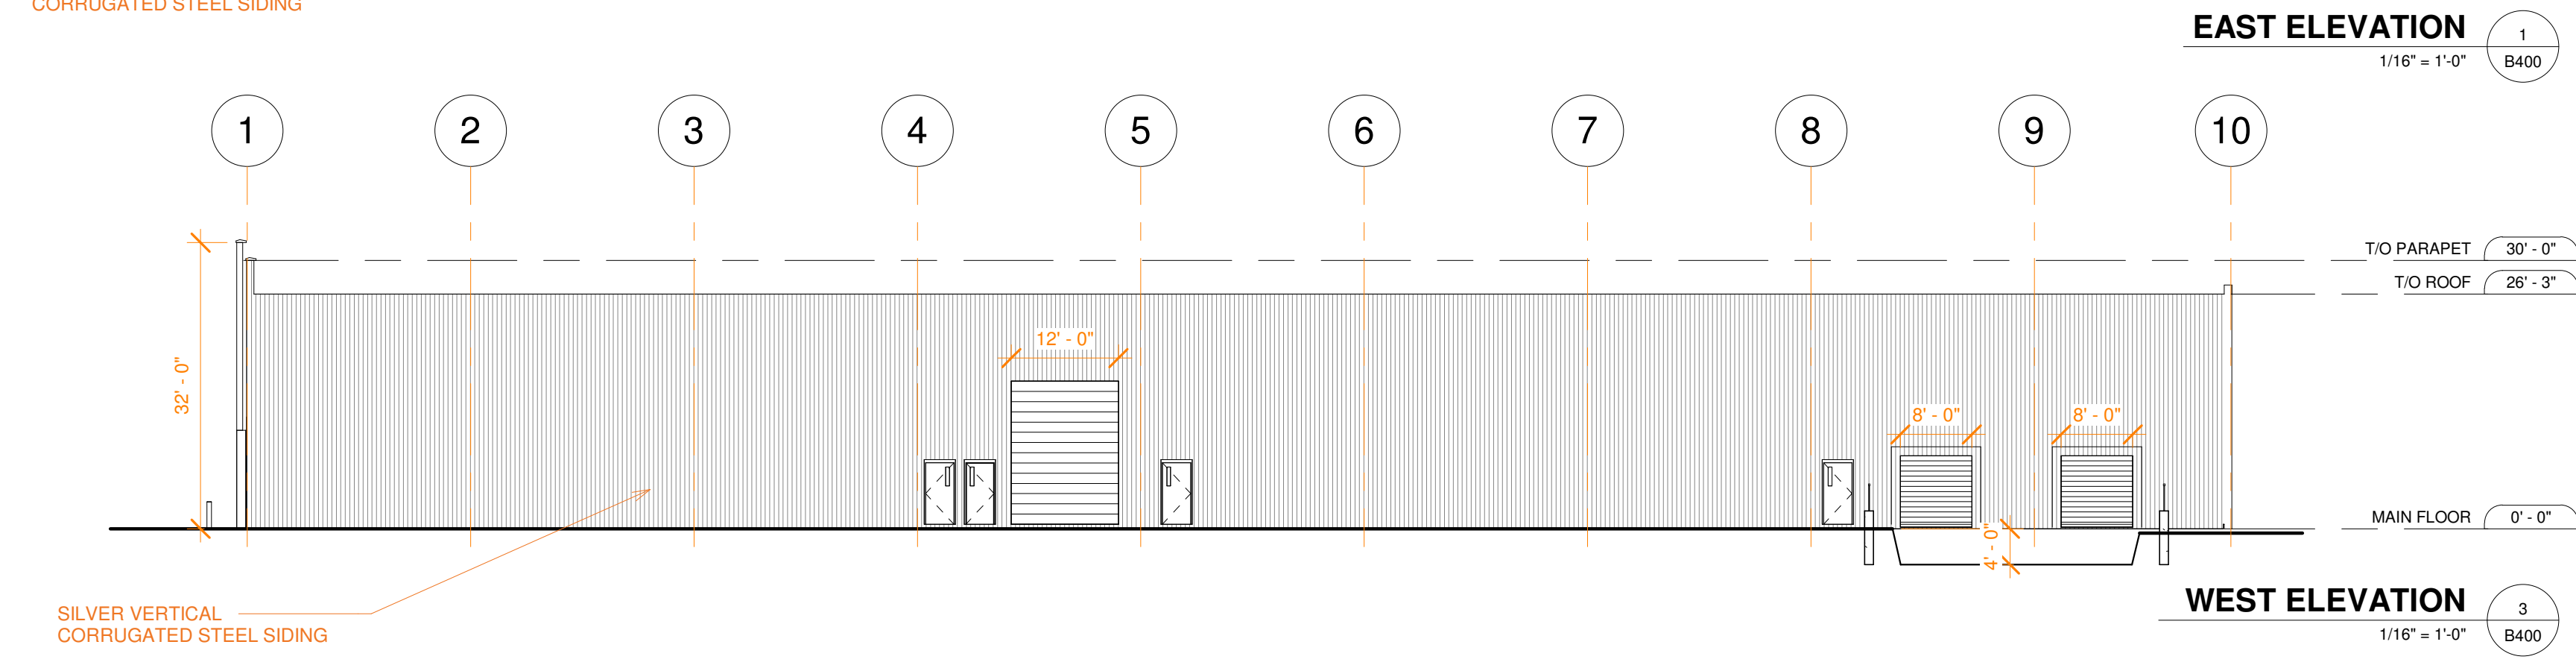 CORRUGATED STEEL SIDING
EAST ELEVATION
1
1/16" = 1'-0"
B400
1
2
3
4
5
6
7
8
9
10
T/O PARAPET
30' - 0"
T/O ROOF
26' - 3"
12' - 0"
32' - 0"
8' - 0"
8' - 0"
MAIN FLOOR
0' - 0"
4' - 0"
SILVER VERTICAL
CORRUGATED STEEL SIDING
WEST ELEVATION
3
1/16" = 1'-0"
B400